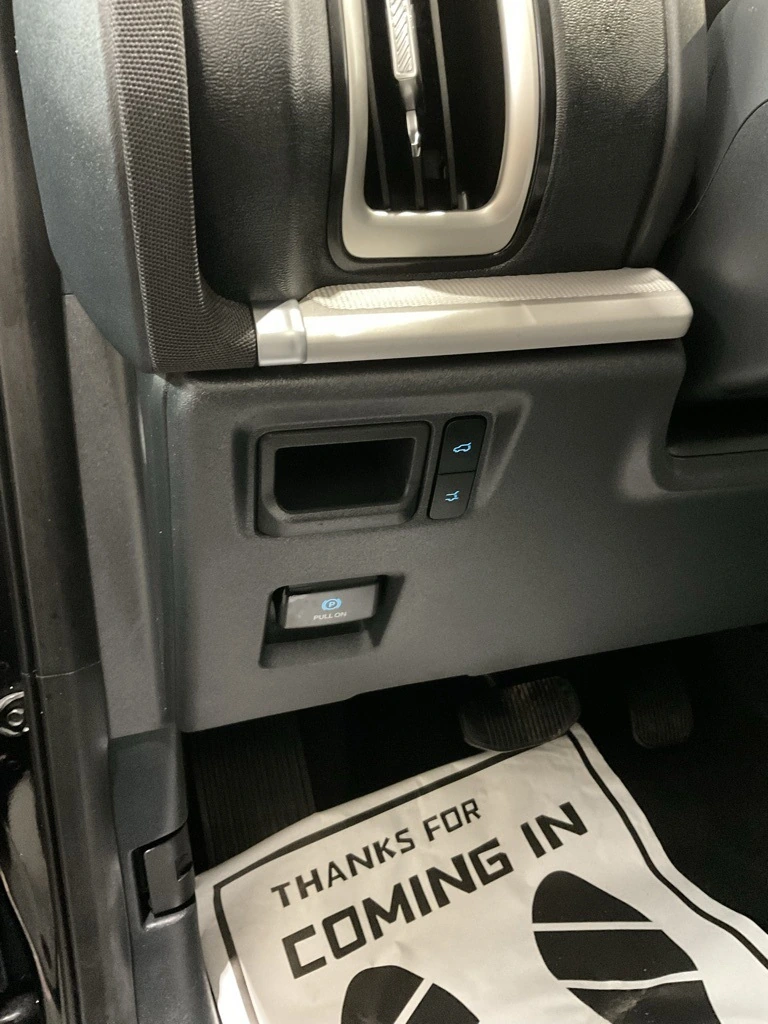 P
PULL ON
THANKS FOR
COMING IN